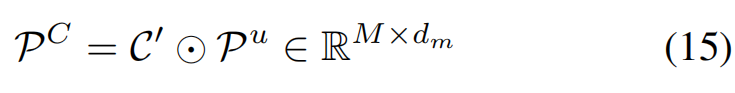 𝒫^C = 𝒞′ ⊙ 𝒫^u ∈ ℝ^{M×d_m} (15)